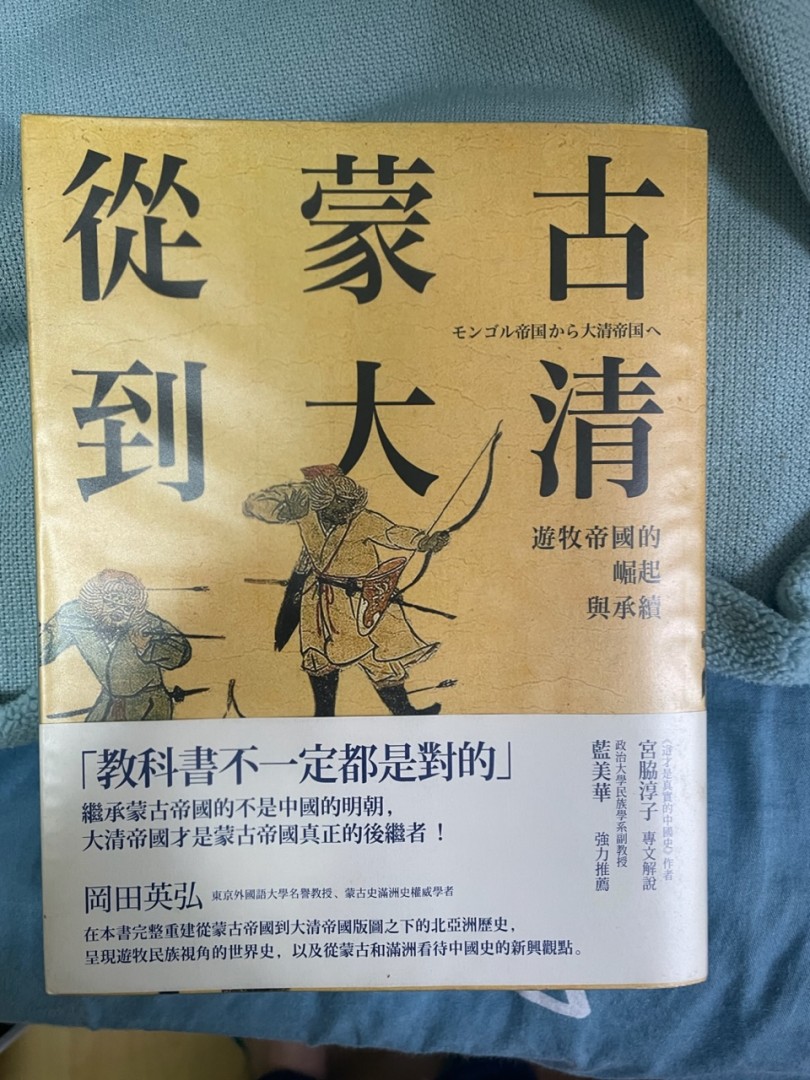 從蒙古
モンゴル帝国から大清帝国へ
到大清
遊牧帝國的
崛起
與承續
「教科書不一定都是對的」
繼承蒙古帝國的不是中國的明朝，
大清帝國才是蒙古帝國真正的後繼者！
《這才是真實的中國史》作者
宮脇淳子 專文解說
政治大學民族學系副教授
藍美華 強力推薦
岡田英弘 東京外國語大學名譽教授、蒙古史滿洲史權威學者
在本書完整重建從蒙古帝國到大清帝國版圖之下的北亞洲歷史，
呈現遊牧民族視角的世界史，以及從蒙古和滿洲看待中國史的新興觀點。